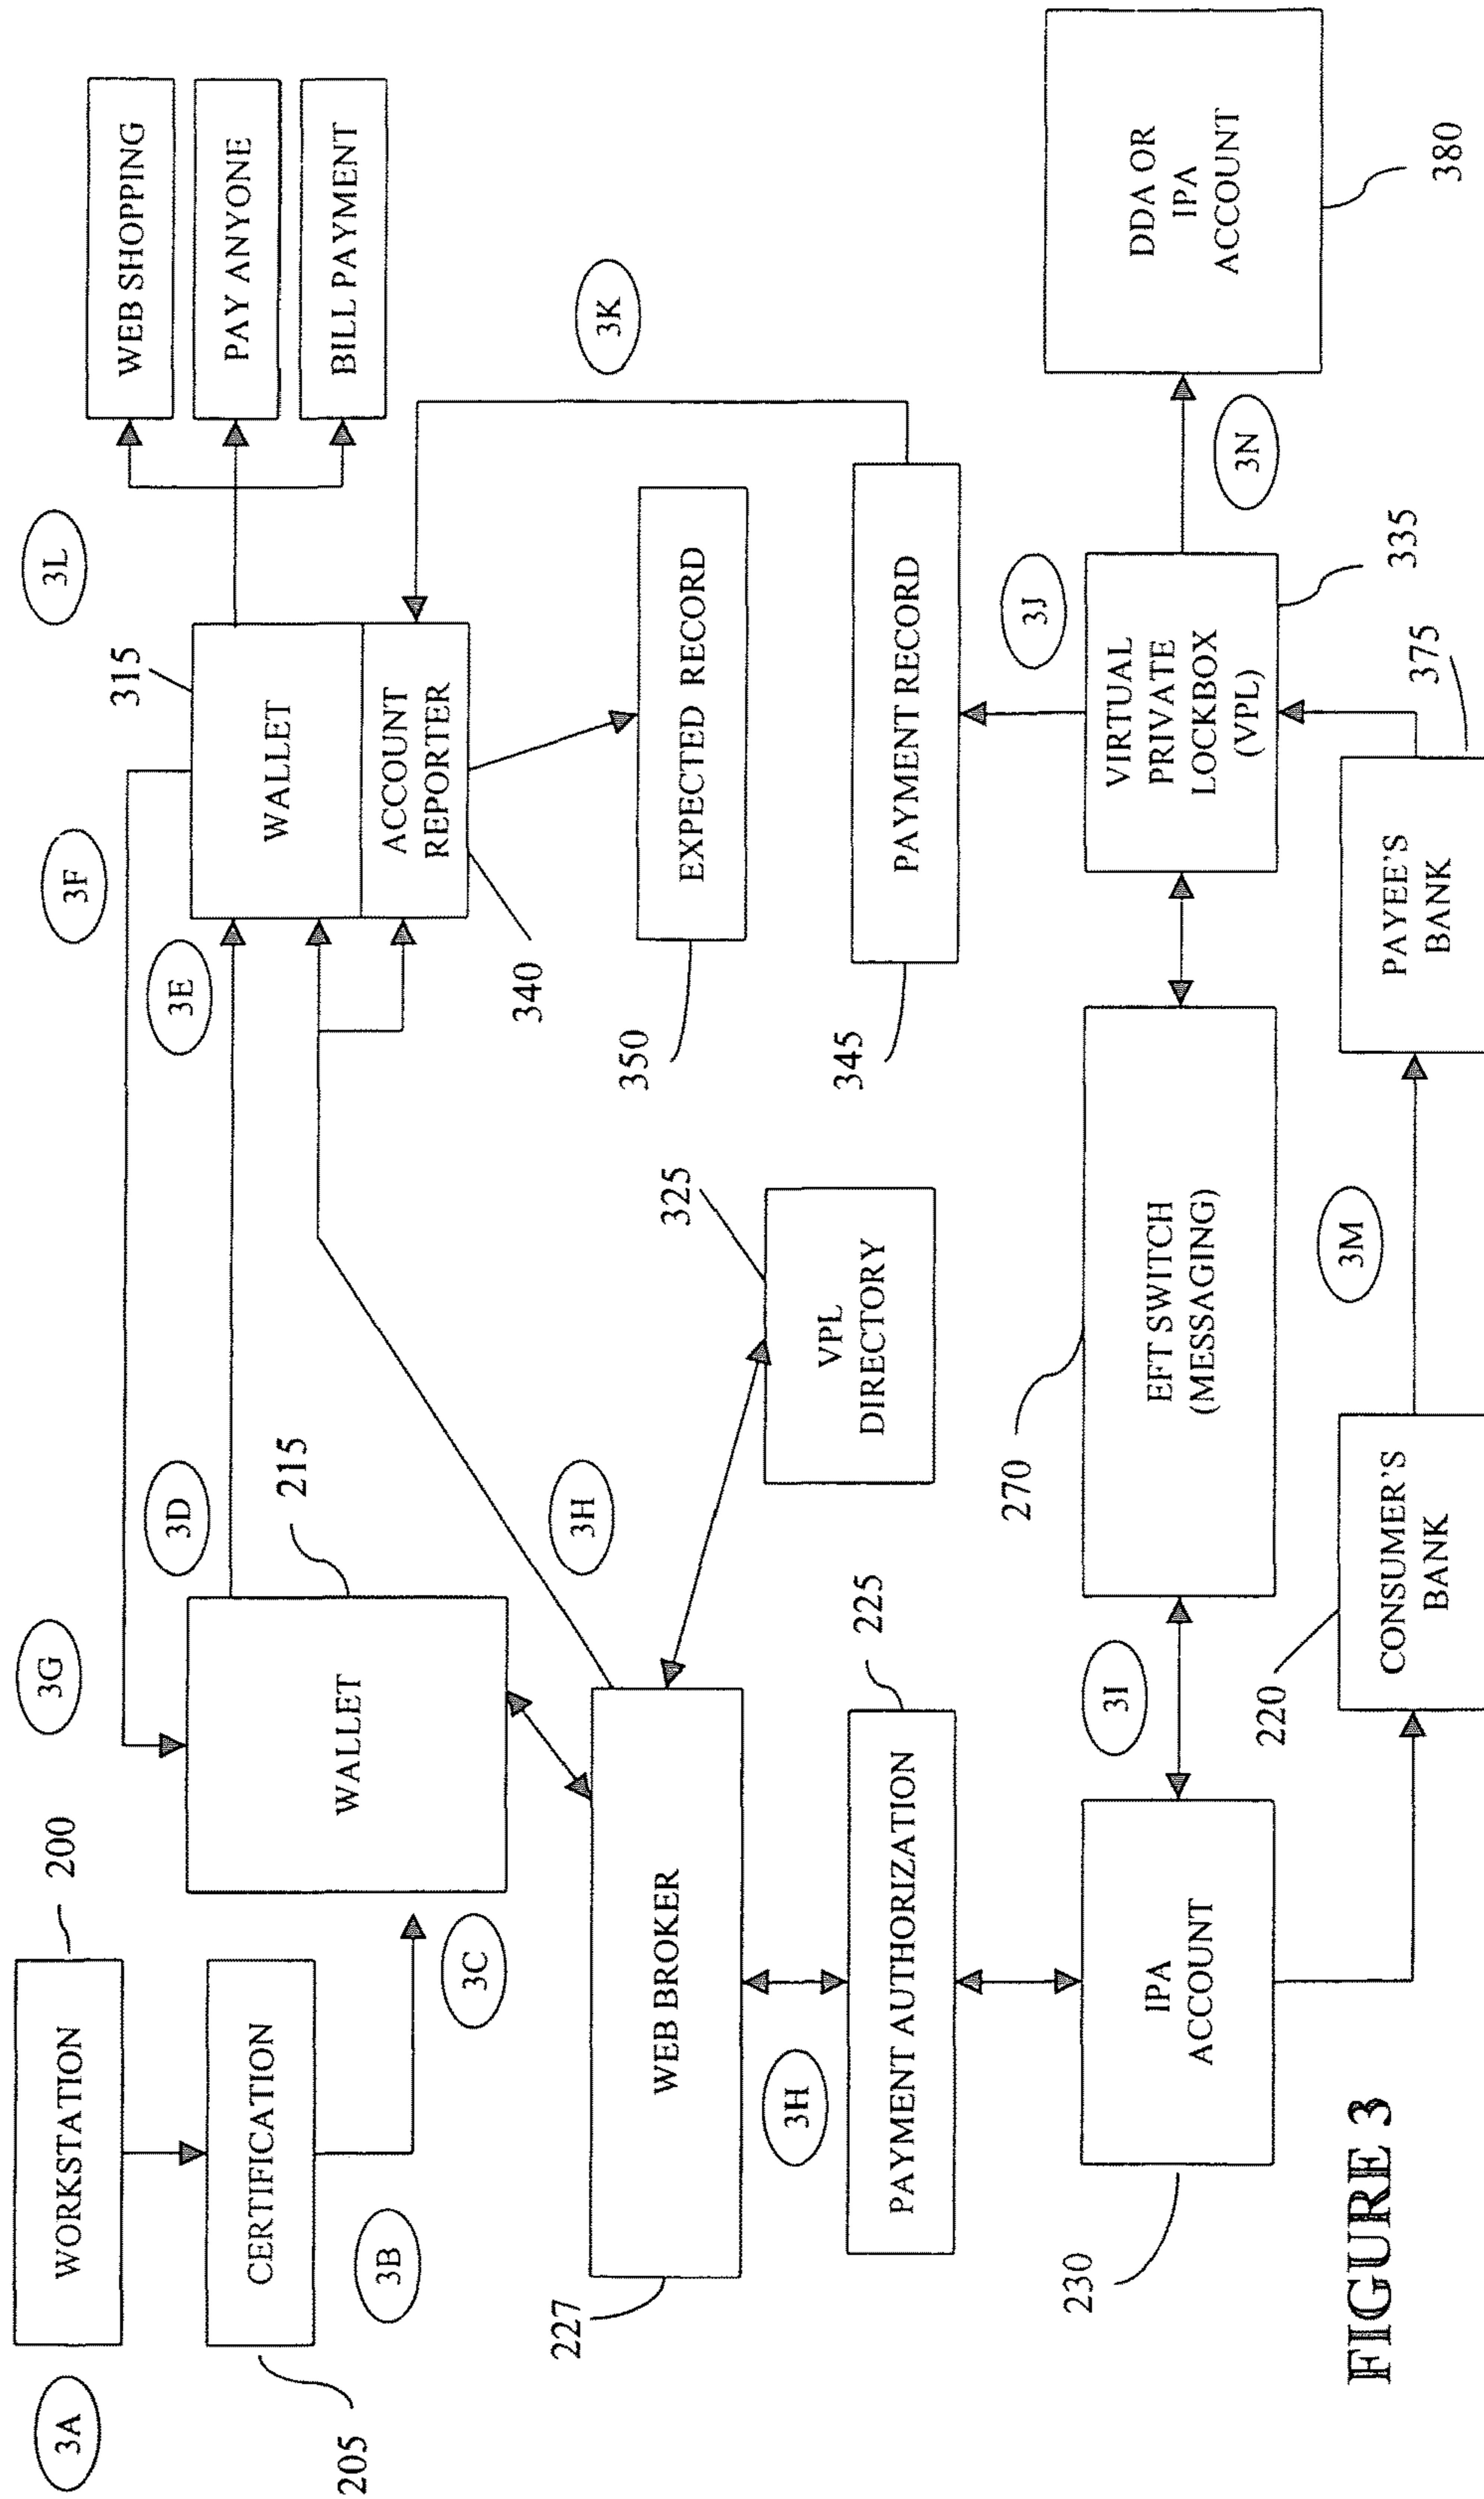 3A
WORKSTATION
200
3G
3F
3L
CERTIFICATION
205
3B
3C
WALLET
215
3D
3E
315
WALLET
ACCOUNT
REPORTER
340
WEB SHOPPING
PAY ANYONE
BILL PAYMENT
WEB BROKER
227
3H
3H
VPL
DIRECTORY
325
EXPECTED RECORD
350
3K
PAYMENT AUTHORIZATION
225
PAYMENT RECORD
345
IPA
ACCOUNT
230
3I
EFT SWITCH
(MESSAGING)
270
VIRTUAL
PRIVATE
LOCKBOX
(VPL)
335
3J
3N
DDA OR
IPA
ACCOUNT
380
CONSUMER'S
BANK
220
3M
PAYEE'S
BANK
375
FIGURE 3